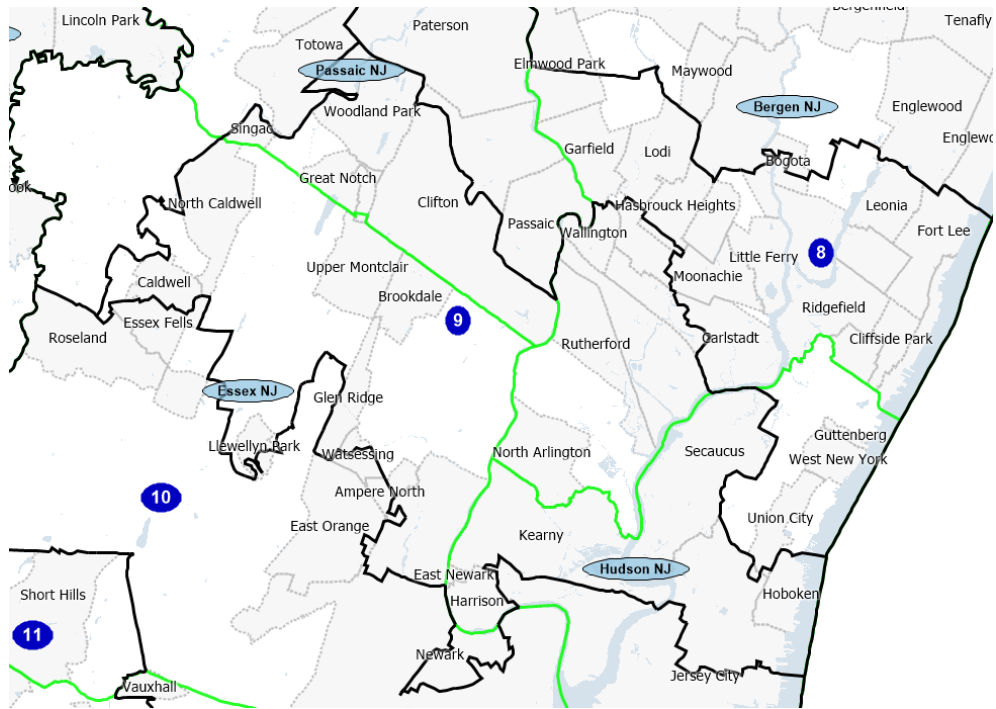 Lincoln Park
Totowa
Paterson
Bergenfield
Tenafly
Passaic NJ
Elmwood Park
Maywood
Bergen NJ
Englewood
Woodland Park
Singac
Garfield
Lodi
Bogota
Englewo
Great Notch
ook
North Caldwell
Clifton
Passaic
Wallington
Hasbrouck Heights
Leonia
Fort Lee
8
Little Ferry
Moonachie
Upper Montclair
Caldwell
Brookdale
Ridgefield
9
Essex Fells
Roseland
Rutherford
Carlstadt
Cliffside Park
Essex NJ
Glen Ridge
Llewellyn Park
Watsessing
North Arlington
Secaucus
Guttenberg
West New York
10
Ampere North
East Orange
Union City
Kearny
East Newark
Hudson NJ
Short Hills
Harrison
Hoboken
11
Newark
Vauxhall
Jersey City